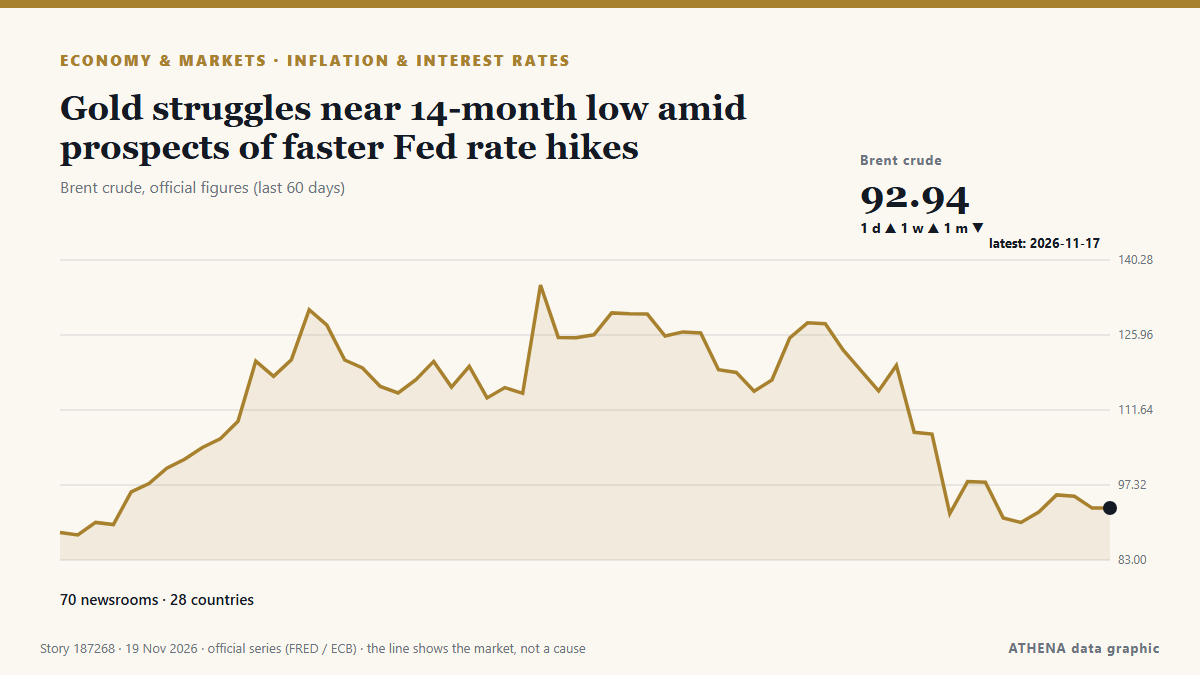 ECONOMY & MARKETS · INFLATION & INTEREST RATES
Gold struggles near 14-month low amid
prospects of faster Fed rate hikes
Brent crude, official figures (last 60 days)
Brent crude
92.94
1 d ▲ 1 w ▲ 1 m ▼
latest: 2026-11-17
140.28
125.96
111.64
97.32
83.00
70 newsrooms · 28 countries
Story 187268 · 19 Nov 2026 · official series (FRED / ECB) · the line shows the market, not a cause
ATHENA data graphic